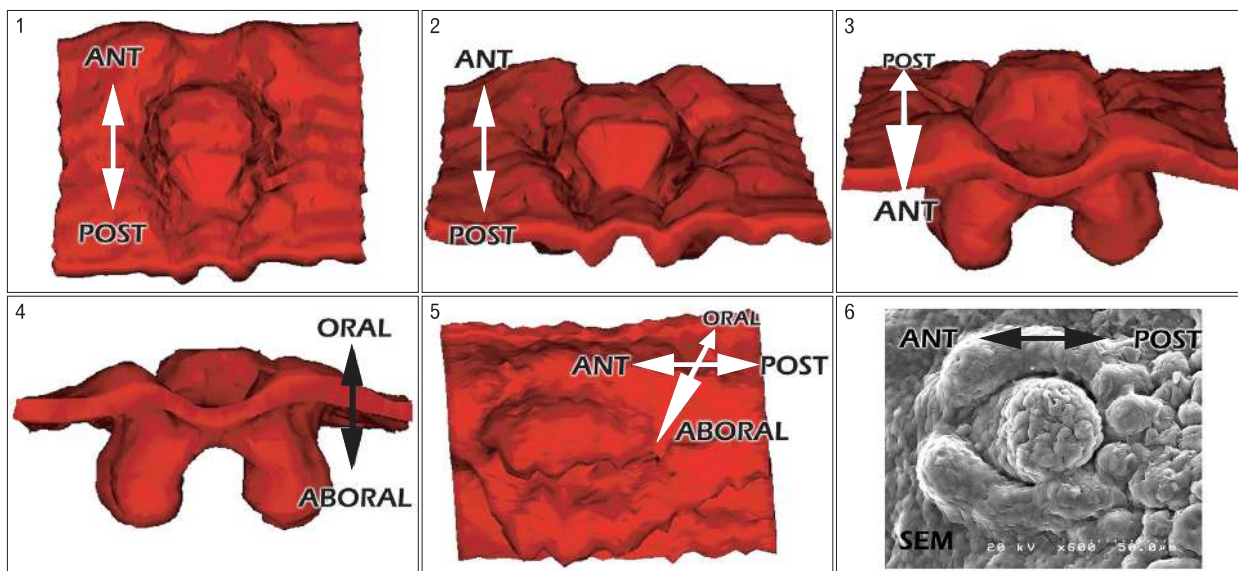 1
ANT
POST
2
ANT
POST
3
POST
ANT
4
ORAL
ABORAL
5
ORAL
ANT POST
ABORAL
6
ANT POST
SEM
20 kV x600 50.0µm